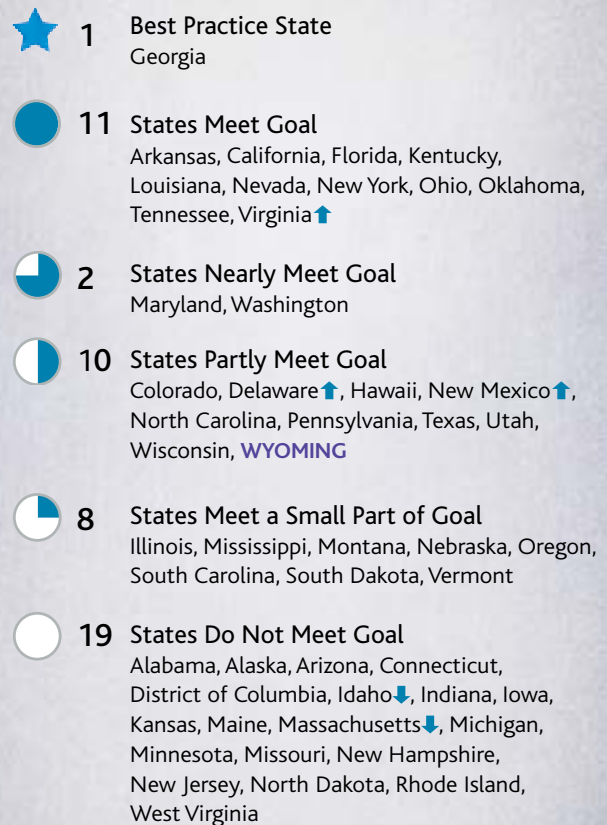 1 Best Practice State
Georgia
11 States Meet Goal
Arkansas, California, Florida, Kentucky,
Louisiana, Nevada, New York, Ohio, Oklahoma,
Tennessee, Virginia⬆
2 States Nearly Meet Goal
Maryland, Washington
10 States Partly Meet Goal
Colorado, Delaware⬆, Hawaii, New Mexico⬆,
North Carolina, Pennsylvania, Texas, Utah,
Wisconsin, WYOMING
8 States Meet a Small Part of Goal
Illinois, Mississippi, Montana, Nebraska, Oregon,
South Carolina, South Dakota, Vermont
19 States Do Not Meet Goal
Alabama, Alaska, Arizona, Connecticut,
District of Columbia, Idaho⬇, Indiana, Iowa,
Kansas, Maine, Massachusetts⬇, Michigan,
Minnesota, Missouri, New Hampshire,
New Jersey, North Dakota, Rhode Island,
West Virginia